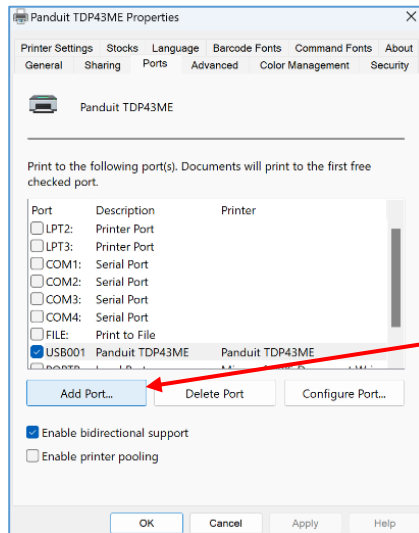 Panduit TDP43ME Properties
Printer Settings Stocks Language Barcode Fonts Command Fonts About
General Sharing Ports Advanced Color Management Security
Panduit TDP43ME
Print to the following port(s). Documents will print to the first free
checked port.
Port Description Printer
LPT2: Printer Port
LPT3: Printer Port
COM1: Serial Port
COM2: Serial Port
COM3: Serial Port
COM4: Serial Port
FILE: Print to File
USB001 Panduit TDP43ME Panduit TDP43ME
Add Port... Delete Port Configure Port...
Enable bidirectional support
Enable printer pooling
OK Cancel Apply Help